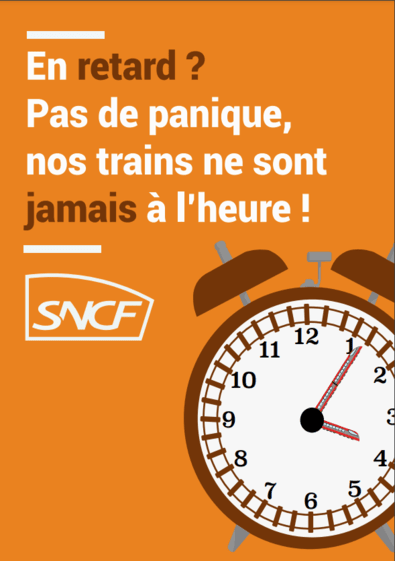 En retard ?
Pas de panique,
nos trains ne sont
jamais à l'heure !
SNCF
12
11
1
10
2
9
3
8
4
7
5
6